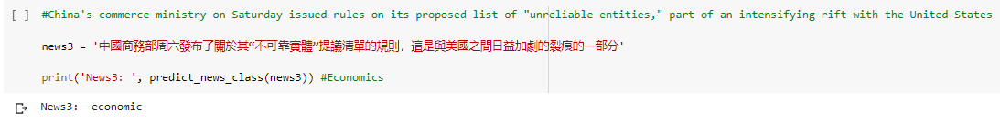 [ ] #China's commerce ministry on Saturday issued rules on its proposed list of "unreliable entities," part of an intensifying rift with the United States
news3 = '中國商務部周六發布了關於其“不可靠實體”提議清單的規則，這是與美國之間日益加劇的裂痕的一部分'
print('News3: ', predict_news_class(news3)) #Economics
News3:  economic